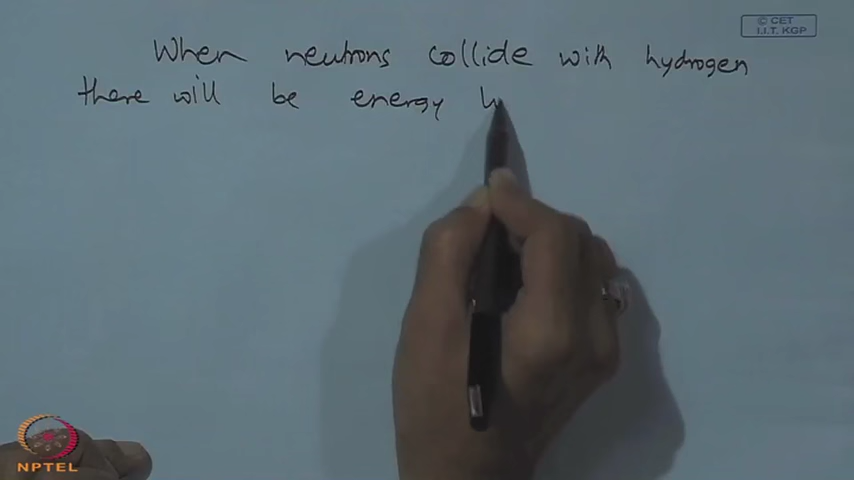 © CET
I.I.T. KGP
When neutrons collide with hydrogen
there will be energy
NPTEL